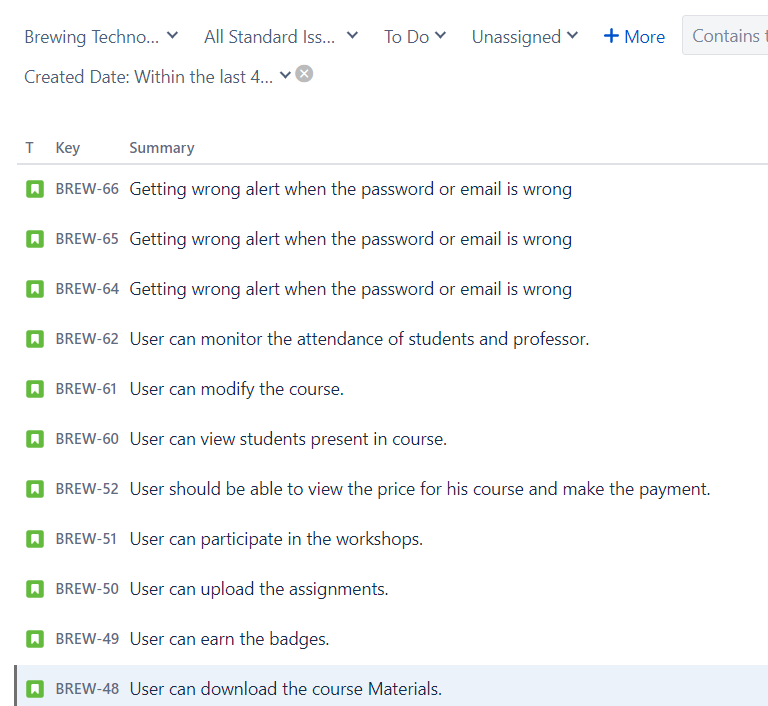 Brewing Techno... All Standard Iss... To Do Unassigned + More Contains t
Created Date: Within the last 4...
T Key Summary
BREW-66 Getting wrong alert when the password or email is wrong
BREW-65 Getting wrong alert when the password or email is wrong
BREW-64 Getting wrong alert when the password or email is wrong
BREW-62 User can monitor the attendance of students and professor.
BREW-61 User can modify the course.
BREW-60 User can view students present in course.
BREW-52 User should be able to view the price for his course and make the payment.
BREW-51 User can participate in the workshops.
BREW-50 User can upload the assignments.
BREW-49 User can earn the badges.
BREW-48 User can download the course Materials.